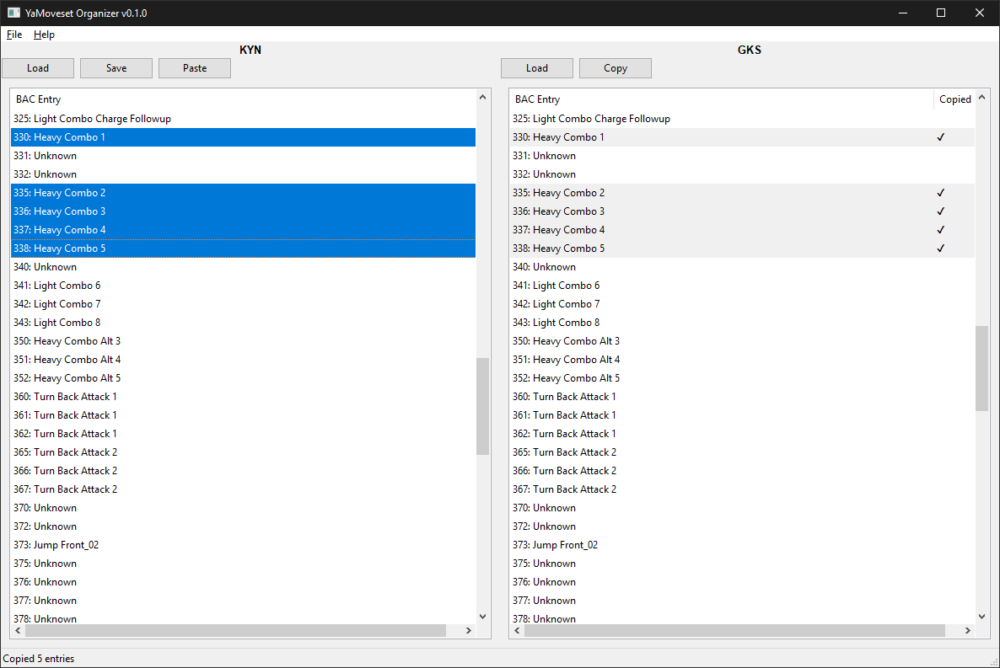 YaMoveset Organizer v0.1.0
File Help
KYN
Load Save Paste
BAC Entry
325: Light Combo Charge Followup
330: Heavy Combo 1
331: Unknown
332: Unknown
335: Heavy Combo 2
336: Heavy Combo 3
337: Heavy Combo 4
338: Heavy Combo 5
340: Unknown
341: Light Combo 6
342: Light Combo 7
343: Light Combo 8
350: Heavy Combo Alt 3
351: Heavy Combo Alt 4
352: Heavy Combo Alt 5
360: Turn Back Attack 1
361: Turn Back Attack 1
362: Turn Back Attack 1
365: Turn Back Attack 2
366: Turn Back Attack 2
367: Turn Back Attack 2
370: Unknown
372: Unknown
373: Jump Front_02
375: Unknown
376: Unknown
377: Unknown
378: Unknown
GKS
Load Copy
BAC Entry Copied
325: Light Combo Charge Followup
330: Heavy Combo 1 ✓
331: Unknown
332: Unknown
335: Heavy Combo 2 ✓
336: Heavy Combo 3 ✓
337: Heavy Combo 4 ✓
338: Heavy Combo 5 ✓
340: Unknown
341: Light Combo 6
342: Light Combo 7
343: Light Combo 8
350: Heavy Combo Alt 3
351: Heavy Combo Alt 4
352: Heavy Combo Alt 5
360: Turn Back Attack 1
361: Turn Back Attack 1
362: Turn Back Attack 1
365: Turn Back Attack 2
366: Turn Back Attack 2
367: Turn Back Attack 2
370: Unknown
372: Unknown
373: Jump Front_02
375: Unknown
376: Unknown
377: Unknown
378: Unknown
Copied 5 entries